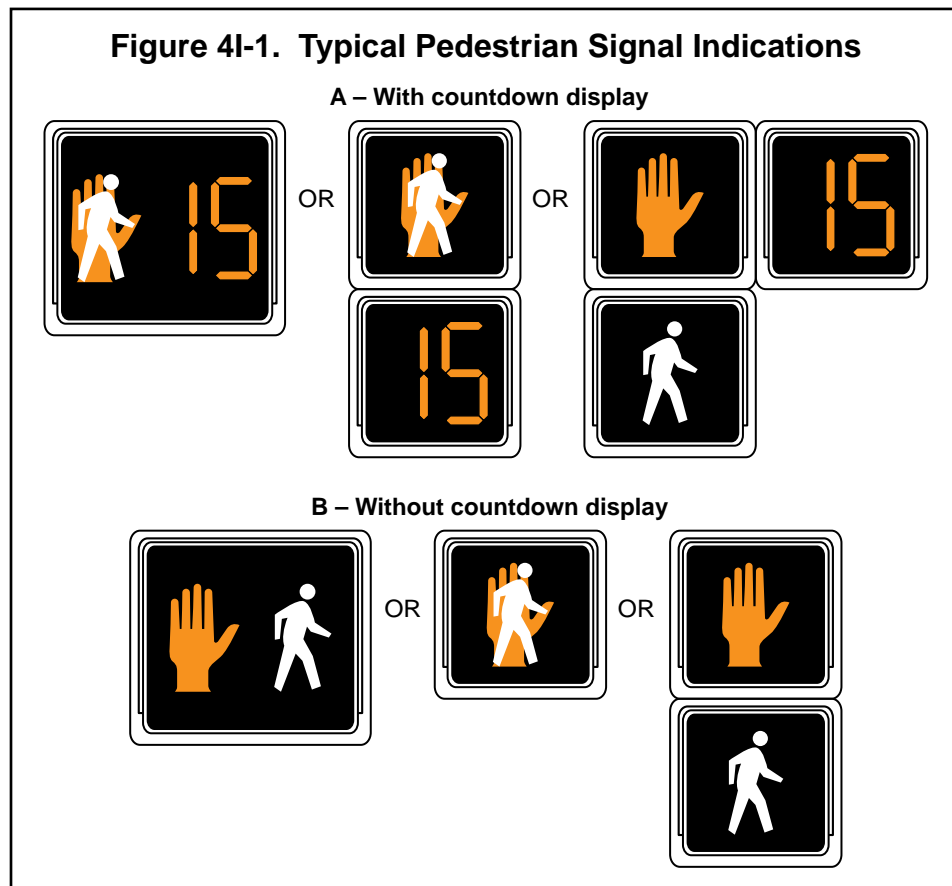 Figure 4I-1. Typical Pedestrian Signal Indications
A – With countdown display
15 OR OR 15
15
B – Without countdown display
OR OR